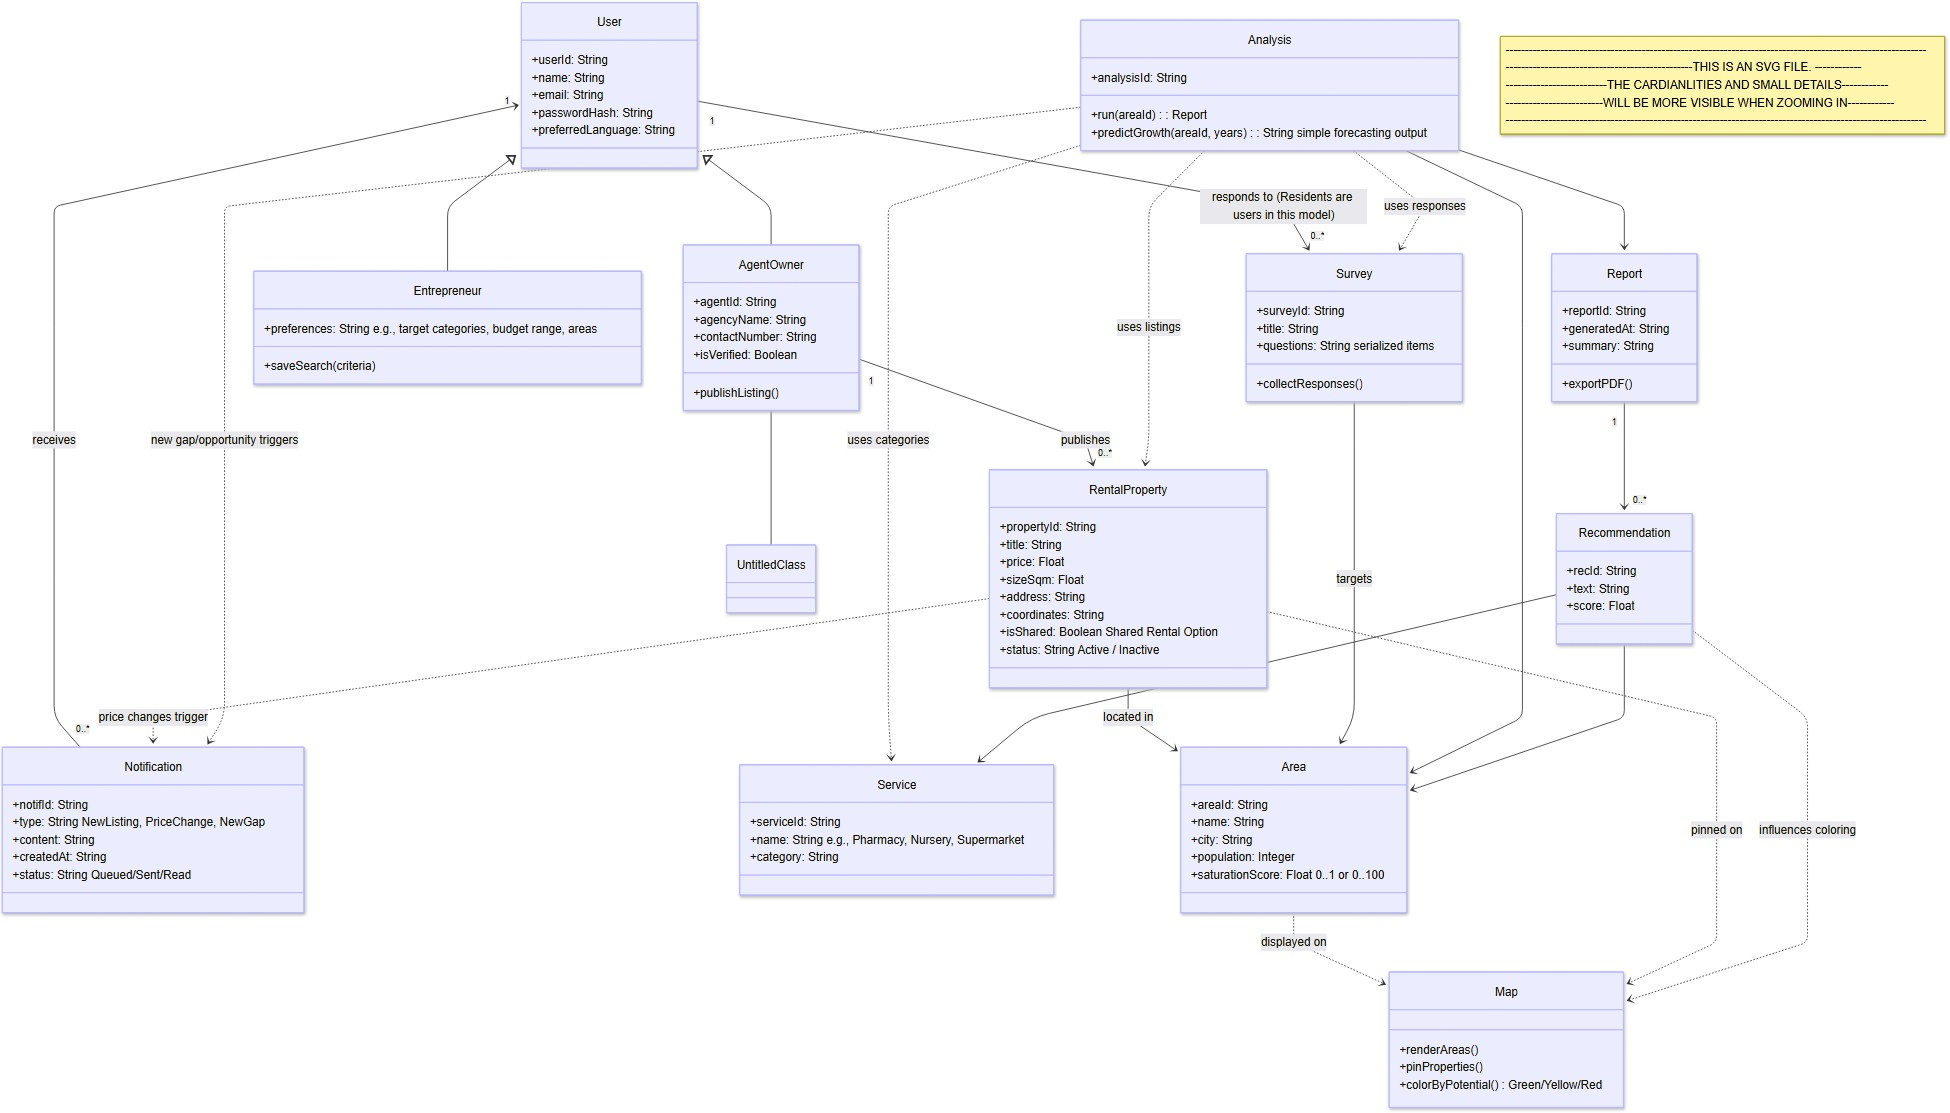 User
+userId: String
+name: String
+email: String
+passwordHash: String
+preferredLanguage: String
Analysis
+analysisId: String
+run(areaId) : : Report
+predictGrowth(areaId, years) : : String simple forecasting output
------------------------------------------------------------------------------------------------------------
------------------------------------------------THIS IS AN SVG FILE. ------------
--------------------------THE CARDIANLITIES AND SMALL DETAILS------------
-------------------------WILL BE MORE VISIBLE WHEN ZOOMING IN------------
------------------------------------------------------------------------------------------------------------
1
1
responds to (Residents are
users in this model)
0..*
uses responses
Entrepreneur
+preferences: String e.g., target categories, budget range, areas
+saveSearch(criteria)
AgentOwner
+agentId: String
+agencyName: String
+contactNumber: String
+isVerified: Boolean
+publishListing()
1
uses listings
Survey
+surveyId: String
+title: String
+questions: String serialized items
+collectResponses()
Report
+reportId: String
+generatedAt: String
+summary: String
+exportPDF()
1
receives
new gap/opportunity triggers
uses categories
publishes
0..*
0..*
RentalProperty
+propertyId: String
+title: String
+price: Float
+sizeSqm: Float
+address: String
+coordinates: String
+isShared: Boolean Shared Rental Option
+status: String Active / Inactive
UntitledClass
targets
Recommendation
+recId: String
+text: String
+score: Float
price changes trigger
0..*
located in
Notification
+notifId: String
+type: String NewListing, PriceChange, NewGap
+content: String
+createdAt: String
+status: String Queued/Sent/Read
Service
+serviceId: String
+name: String e.g., Pharmacy, Nursery, Supermarket
+category: String
Area
+areaId: String
+name: String
+city: String
+population: Integer
+saturationScore: Float 0..1 or 0..100
pinned on
influences coloring
displayed on
Map
+renderAreas()
+pinProperties()
+colorByPotential() : Green/Yellow/Red